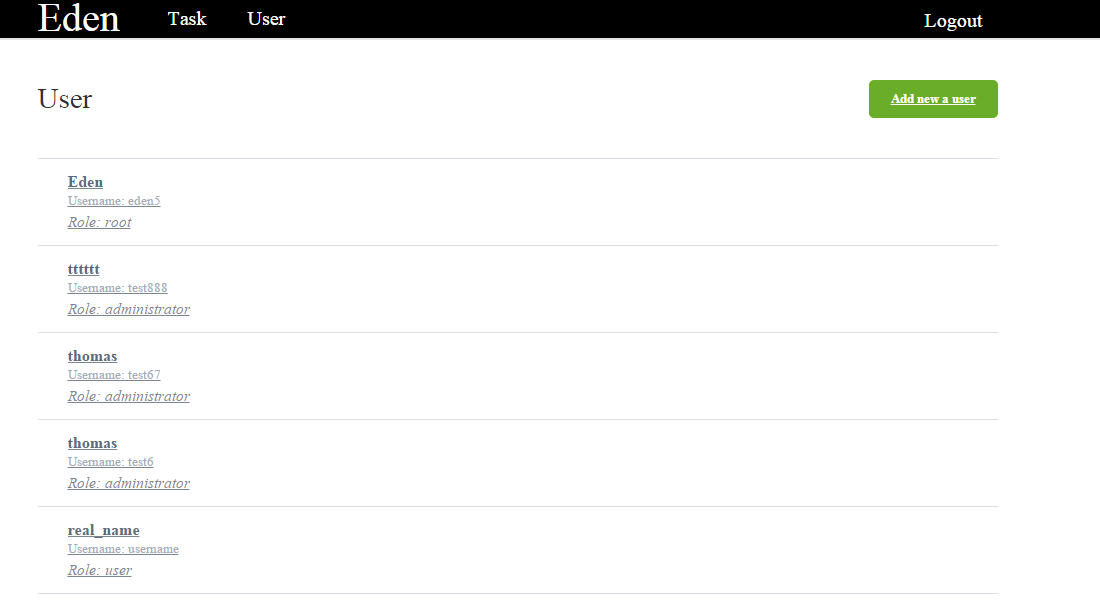 Eden Task User Logout
User
Add new a user
Eden
Username: eden5
Role: root
tttttt
Username: test888
Role: administrator
thomas
Username: test67
Role: administrator
thomas
Username: test6
Role: administrator
real_name
Username: username
Role: user